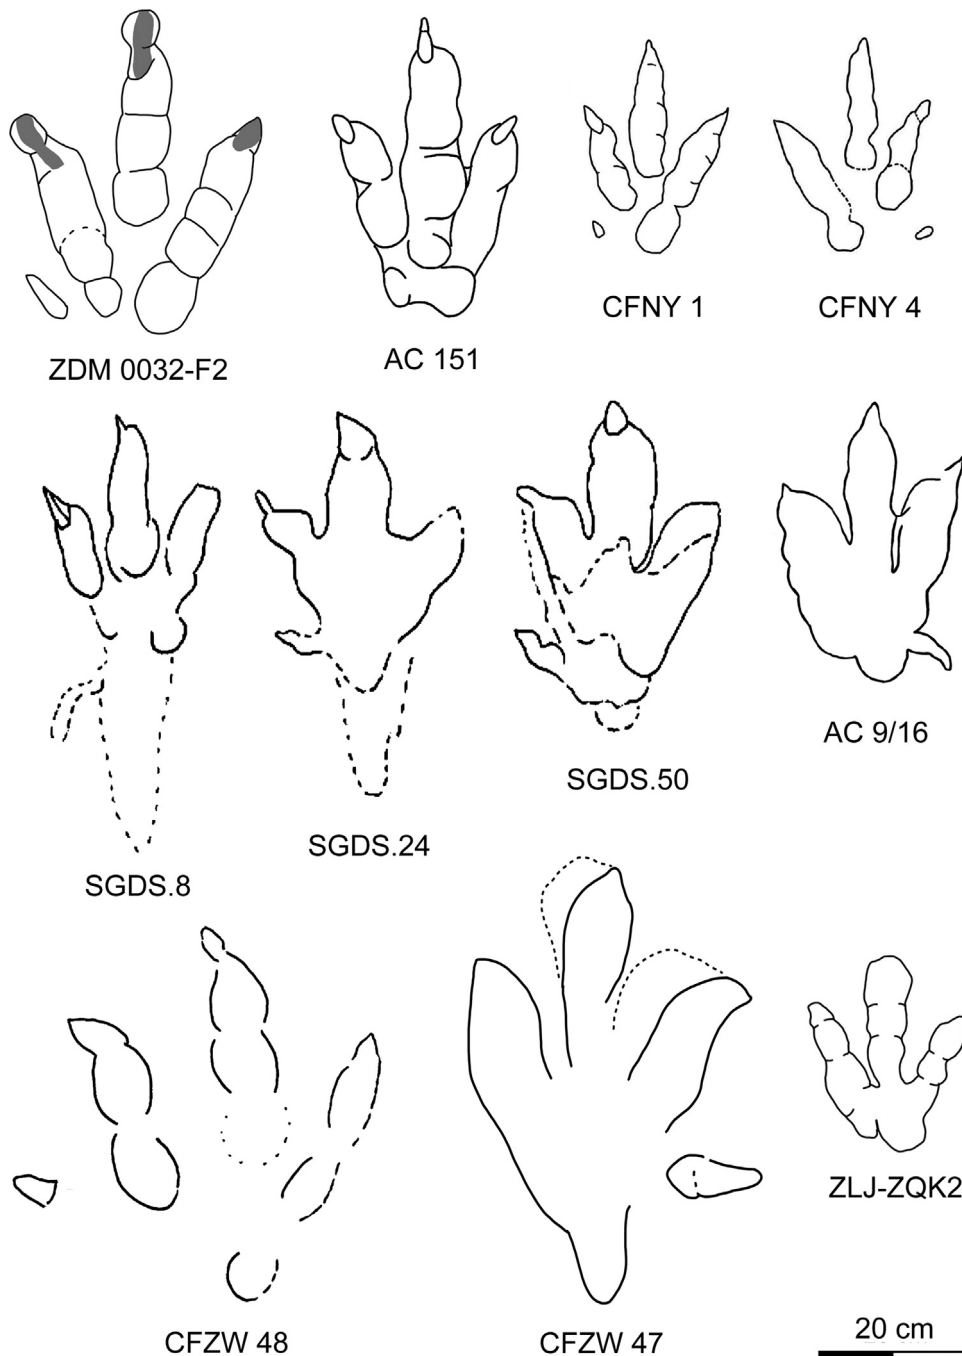 ZDM 0032-F2
AC 151
CFNY 1
CFNY 4
SGDS.8
SGDS.24
SGDS.50
AC 9/16
CFZW 48
CFZW 47
ZLJ-ZQK2
20 cm